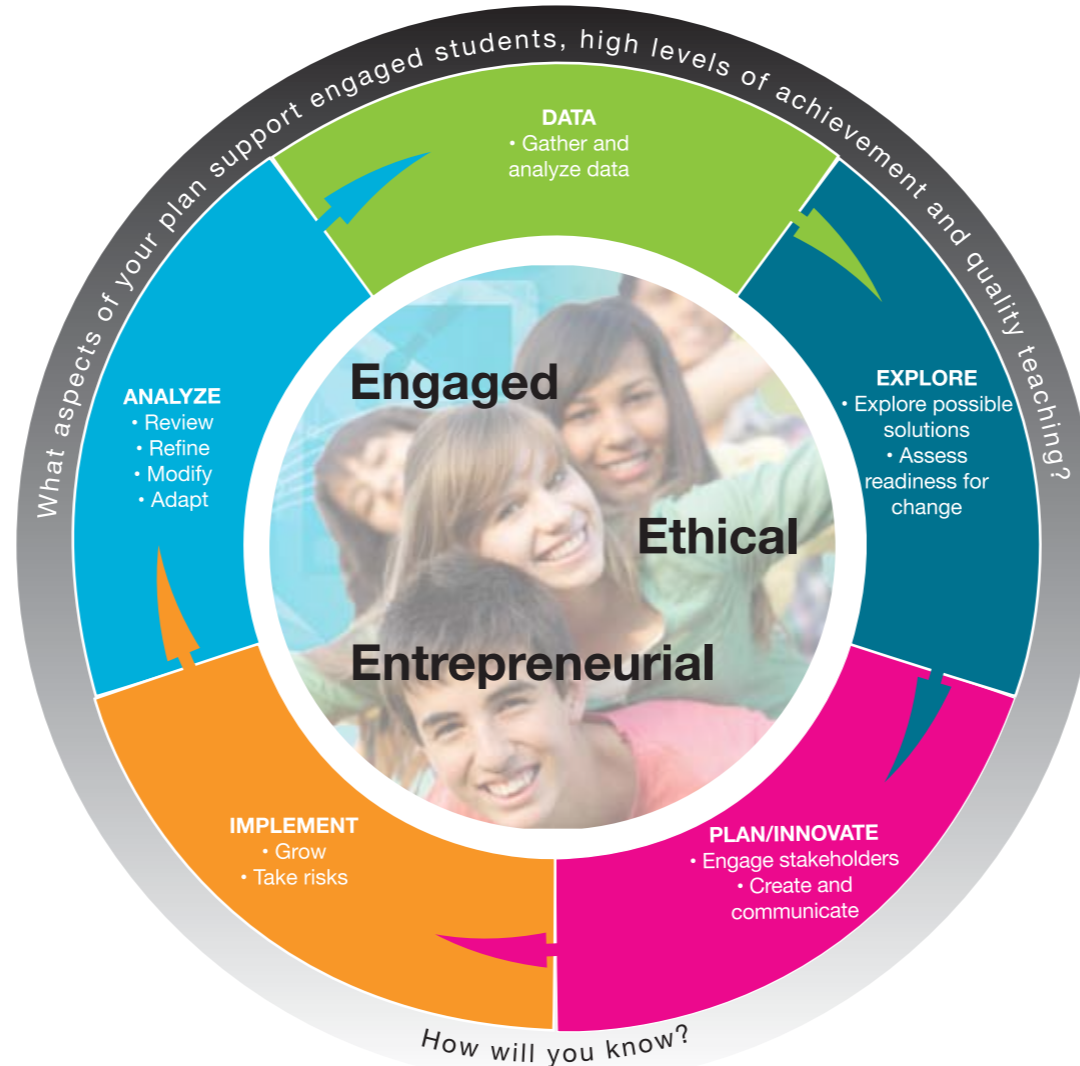 What aspects of your plan support engaged students, high levels of achievement and quality teaching?
DATA
• Gather and
analyze data
EXPLORE
• Explore possible
solutions
• Assess
readiness for
change
PLAN/INNOVATE
• Engage stakeholders
• Create and
communicate
IMPLEMENT
• Grow
• Take risks
ANALYZE
• Review
• Refine
• Modify
• Adapt
Engaged
Ethical
Entrepreneurial
How will you know?